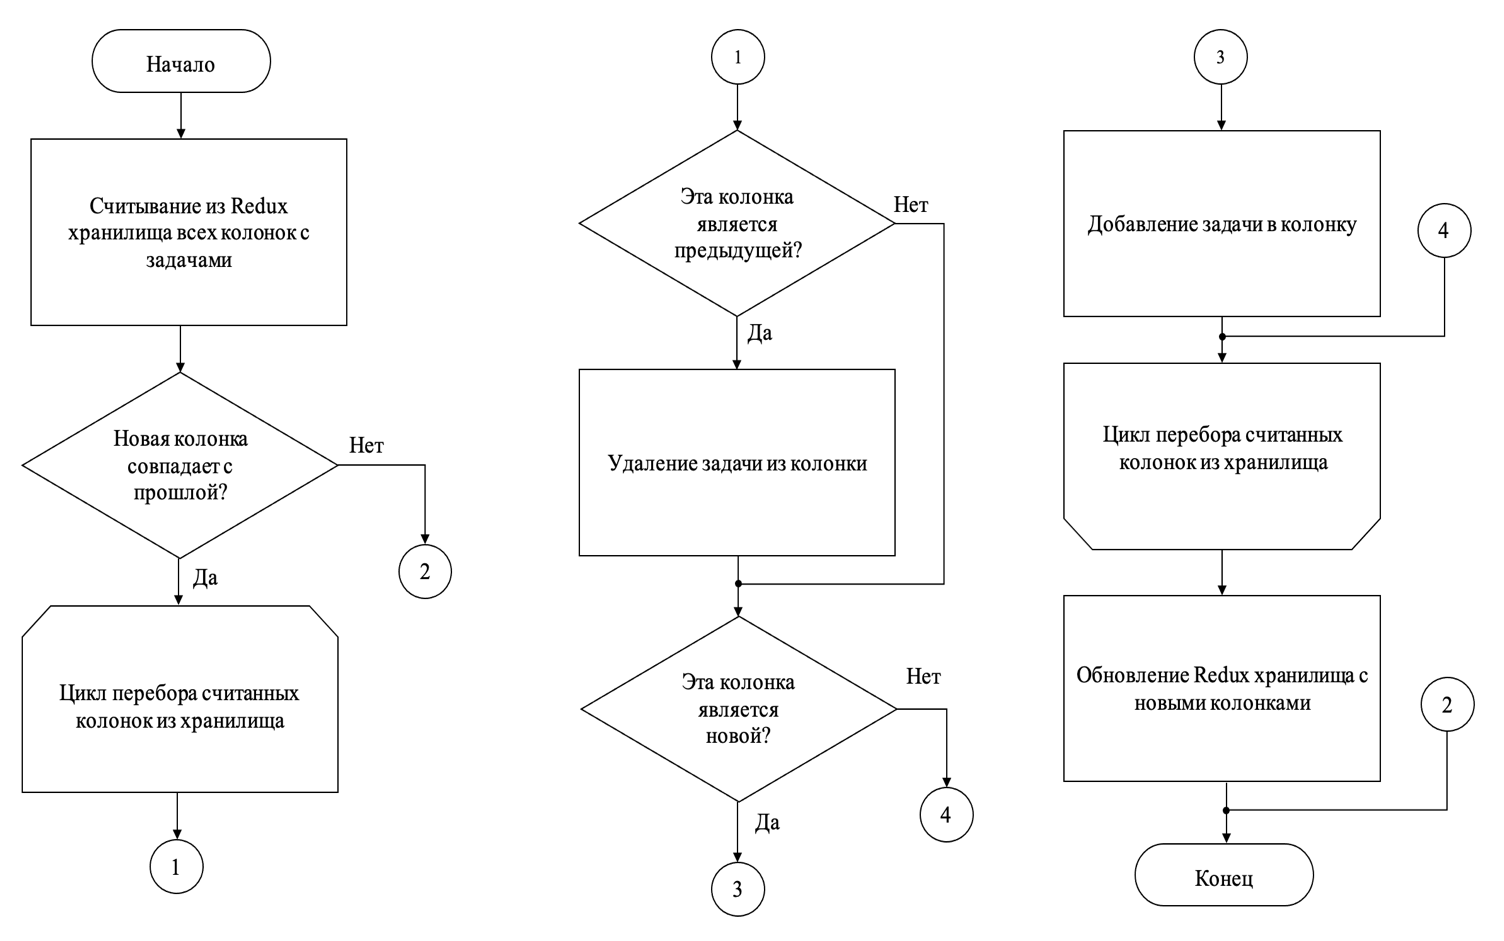 Начало
Считывание из Redux
хранилища всех колонок с
задачами
Новая колонка
совпадает с
прошлой?
Нет
2
Да
Цикл перебора считанных
колонок из хранилища
1
1
Эта колонка
является
предыдущей?
Нет
Да
Удаление задачи из колонки
Эта колонка
является
новой?
Нет
4
Да
3
3
Добавление задачи в колонку
4
Цикл перебора считанных
колонок из хранилища
Обновление Redux хранилища с
новыми колонками
2
Конец